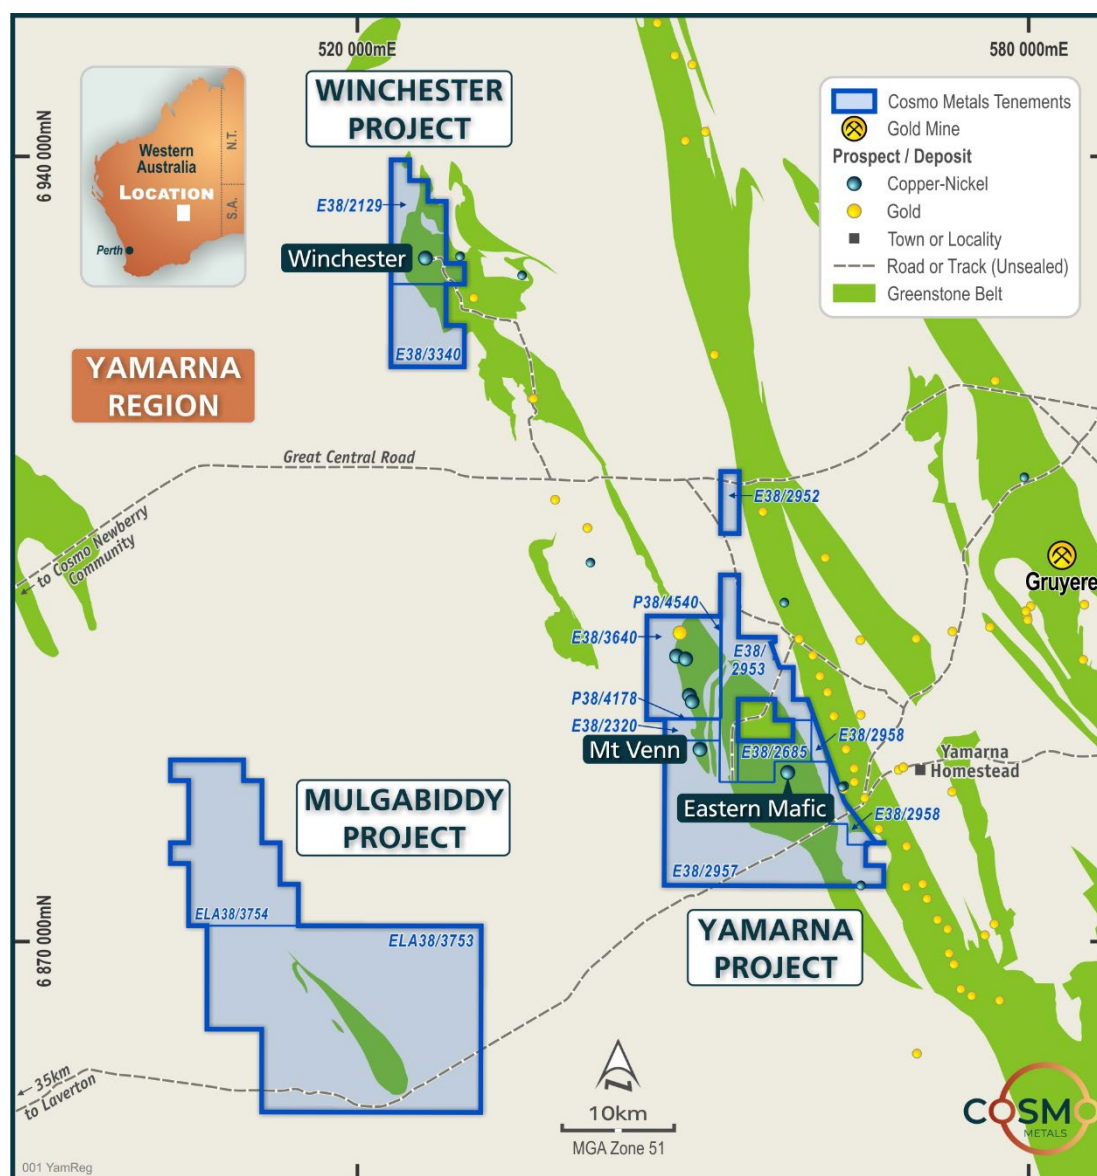 520 000mE
580 000mE
6 940 000mN
6 870 000mN
Western
Australia
LOCATION
N.T.
S.A.
Perth
WINCHESTER
PROJECT
Cosmo Metals Tenements
Gold Mine
Prospect / Deposit
Copper-Nickel
Gold
Town or Locality
Road or Track (Unsealed)
Greenstone Belt
E38/2129
Winchester
E38/3340
YAMARNA
REGION
Great Central Road
to Cosmo Newberry
Community
E38/2952
Gruyere
P38/4540
E38/3640
E38/
2953
P38/4178
E38/2320
Mt Venn
E38/2685
E38/2958
Yamarna
Homestead
Eastern Mafic
E38/2958
E38/2957
MULGABIDDY
PROJECT
ELA38/3754
ELA38/3753
YAMARNA
PROJECT
35km
to Laverton
N
10km
MGA Zone 51
COSMO
METALS
001 YamReg